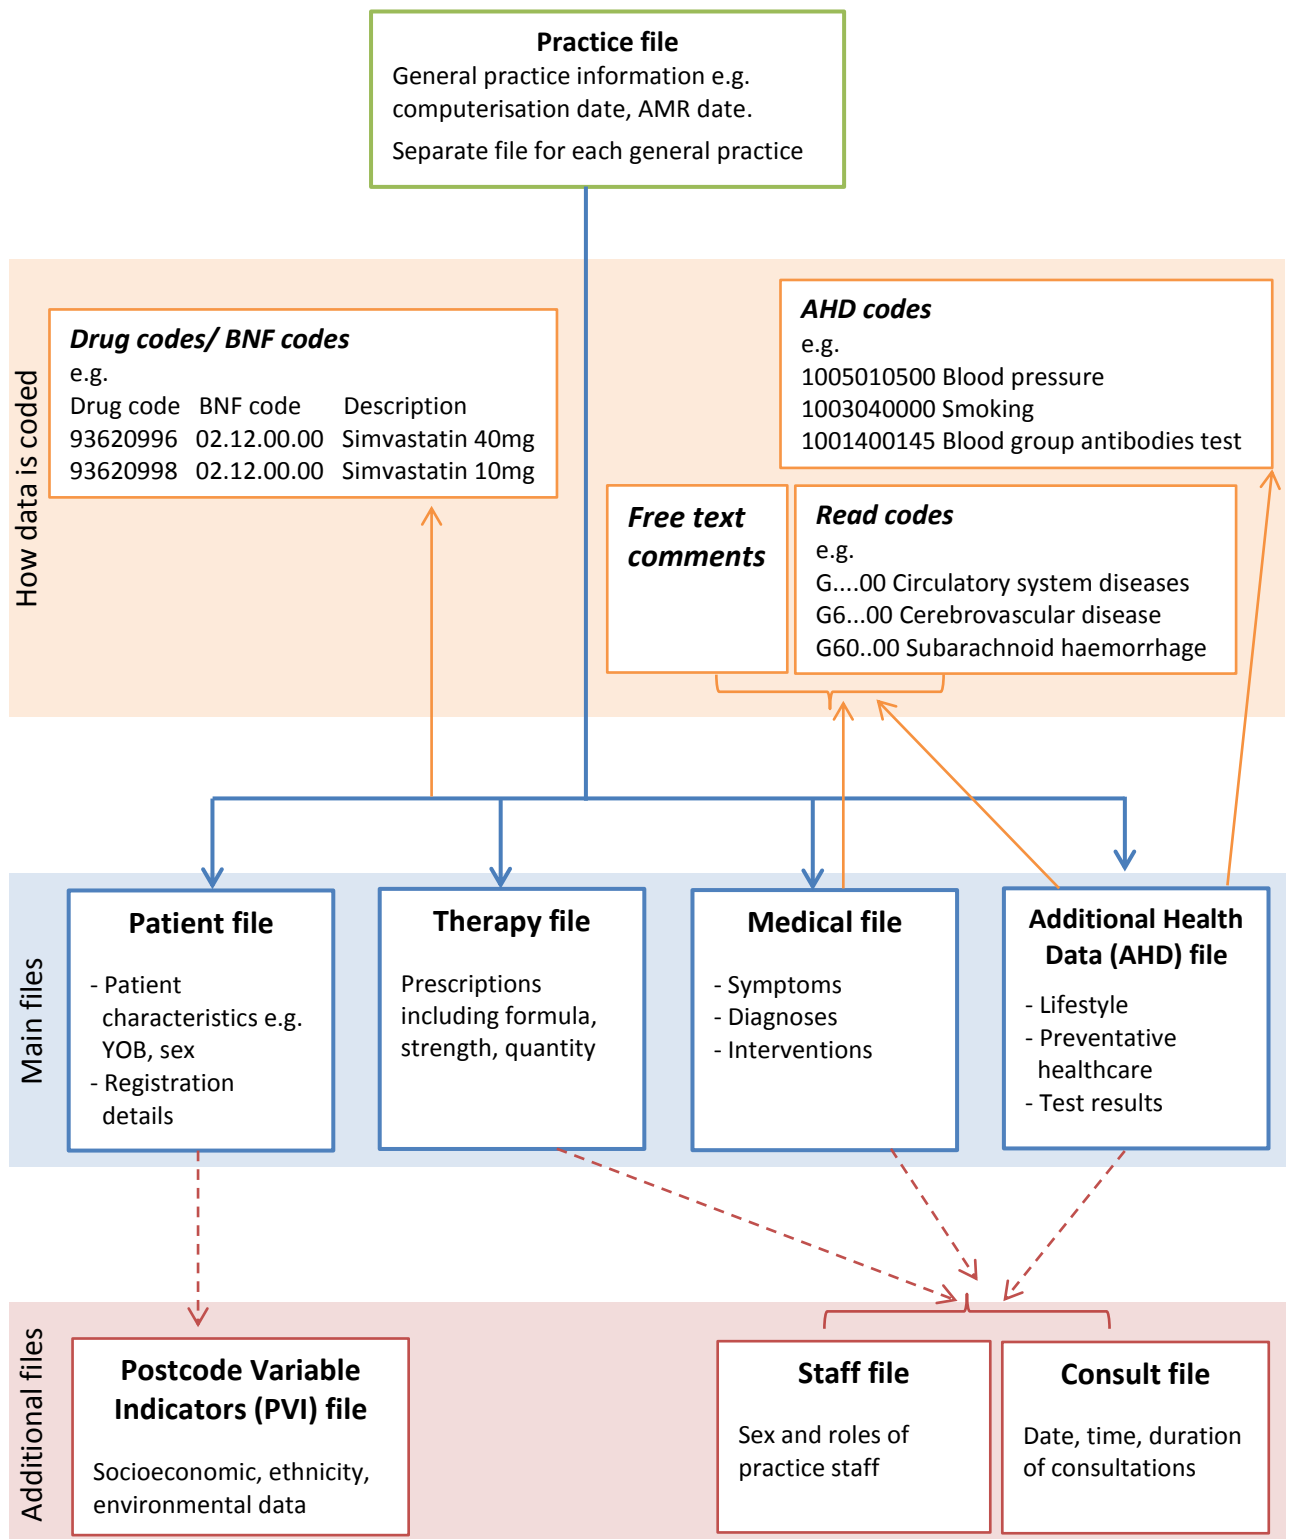 Practice file
General practice information e.g.
computerisation date, AMR date.
Separate file for each general practice
How data is coded
Drug codes/ BNF codes
e.g.
Drug code BNF code Description
93620996 02.12.00.00 Simvastatin 40mg
93620998 02.12.00.00 Simvastatin 10mg
AHD codes
e.g.
1005010500 Blood pressure
1003040000 Smoking
1001400145 Blood group antibodies test
Free text
comments
Read codes
e.g.
G....00 Circulatory system diseases
G6...00 Cerebrovascular disease
G60..00 Subarachnoid haemorrhage
Main files
Patient file
- Patient
characteristics e.g.
YOB, sex
- Registration
details
Therapy file
Prescriptions
including formula,
strength, quantity
Medical file
- Symptoms
- Diagnoses
- Interventions
Additional Health
Data (AHD) file
- Lifestyle
- Preventative
healthcare
- Test results
Additional files
Postcode Variable
Indicators (PVI) file
Socioeconomic, ethnicity,
environmental data
Staff file
Sex and roles of
practice staff
Consult file
Date, time, duration
of consultations